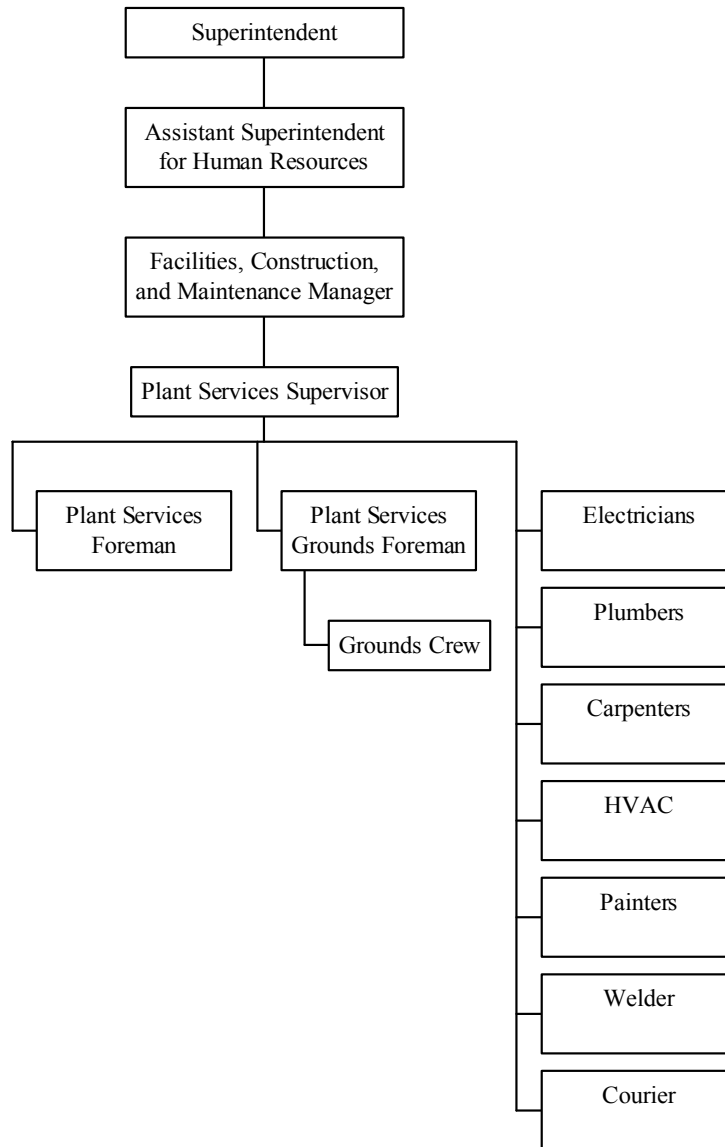 Superintendent
Assistant Superintendent
for Human Resources
Facilities, Construction,
and Maintenance Manager
Plant Services Supervisor
Plant Services
Foreman
Plant Services
Grounds Foreman
Grounds Crew
Electricians
Plumbers
Carpenters
HVAC
Painters
Welder
Courier